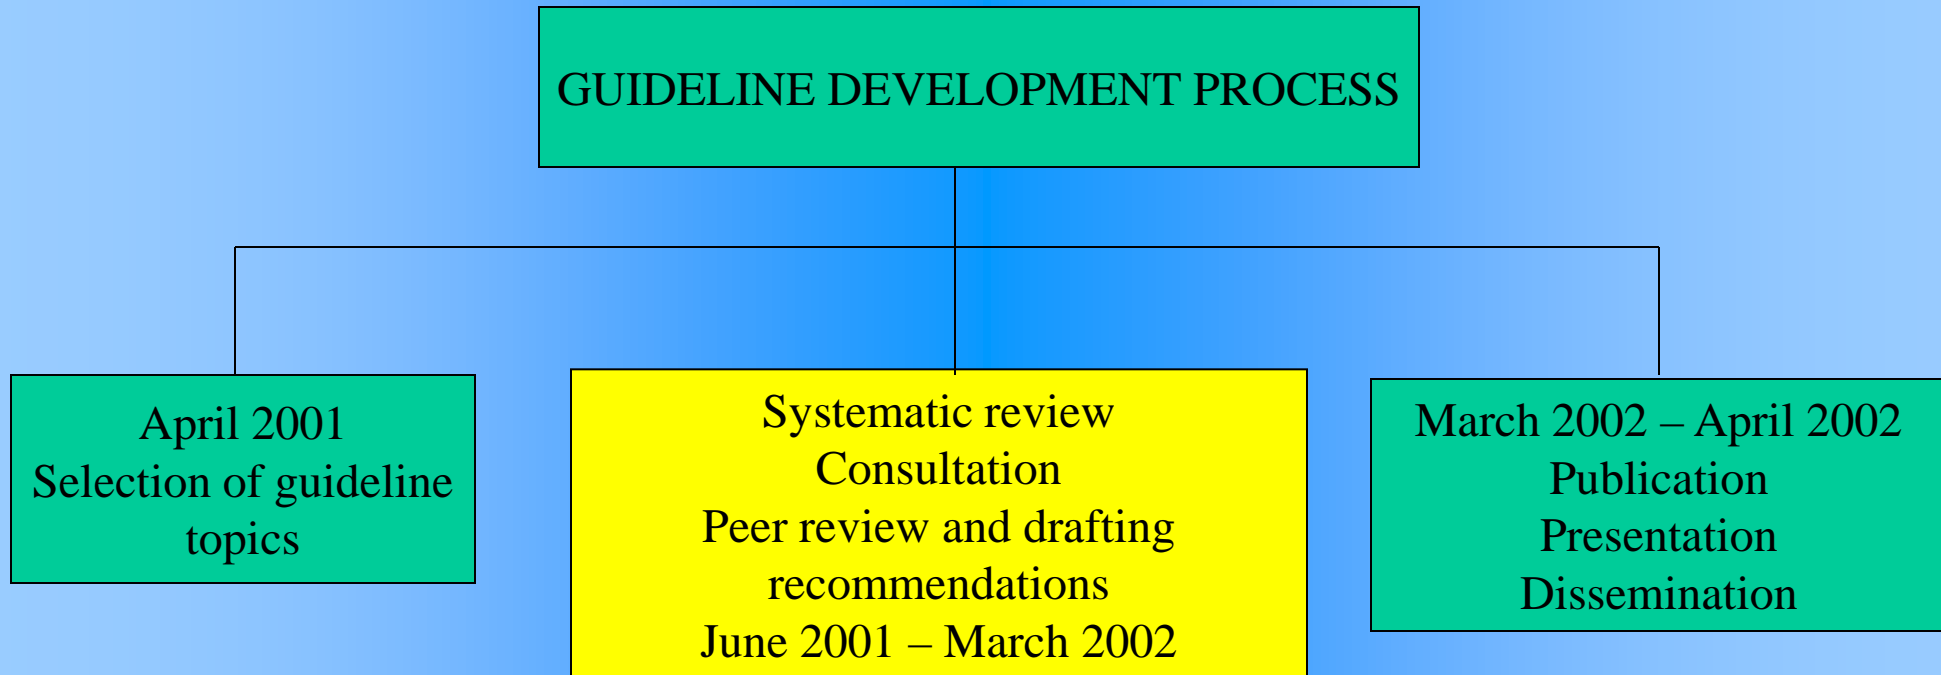 GUIDELINE DEVELOPMENT PROCESS
April 2001
Selection of guideline
topics
Systematic review
Consultation
Peer review and drafting
recommendations
June 2001 – March 2002
March 2002 – April 2002
Publication
Presentation
Dissemination